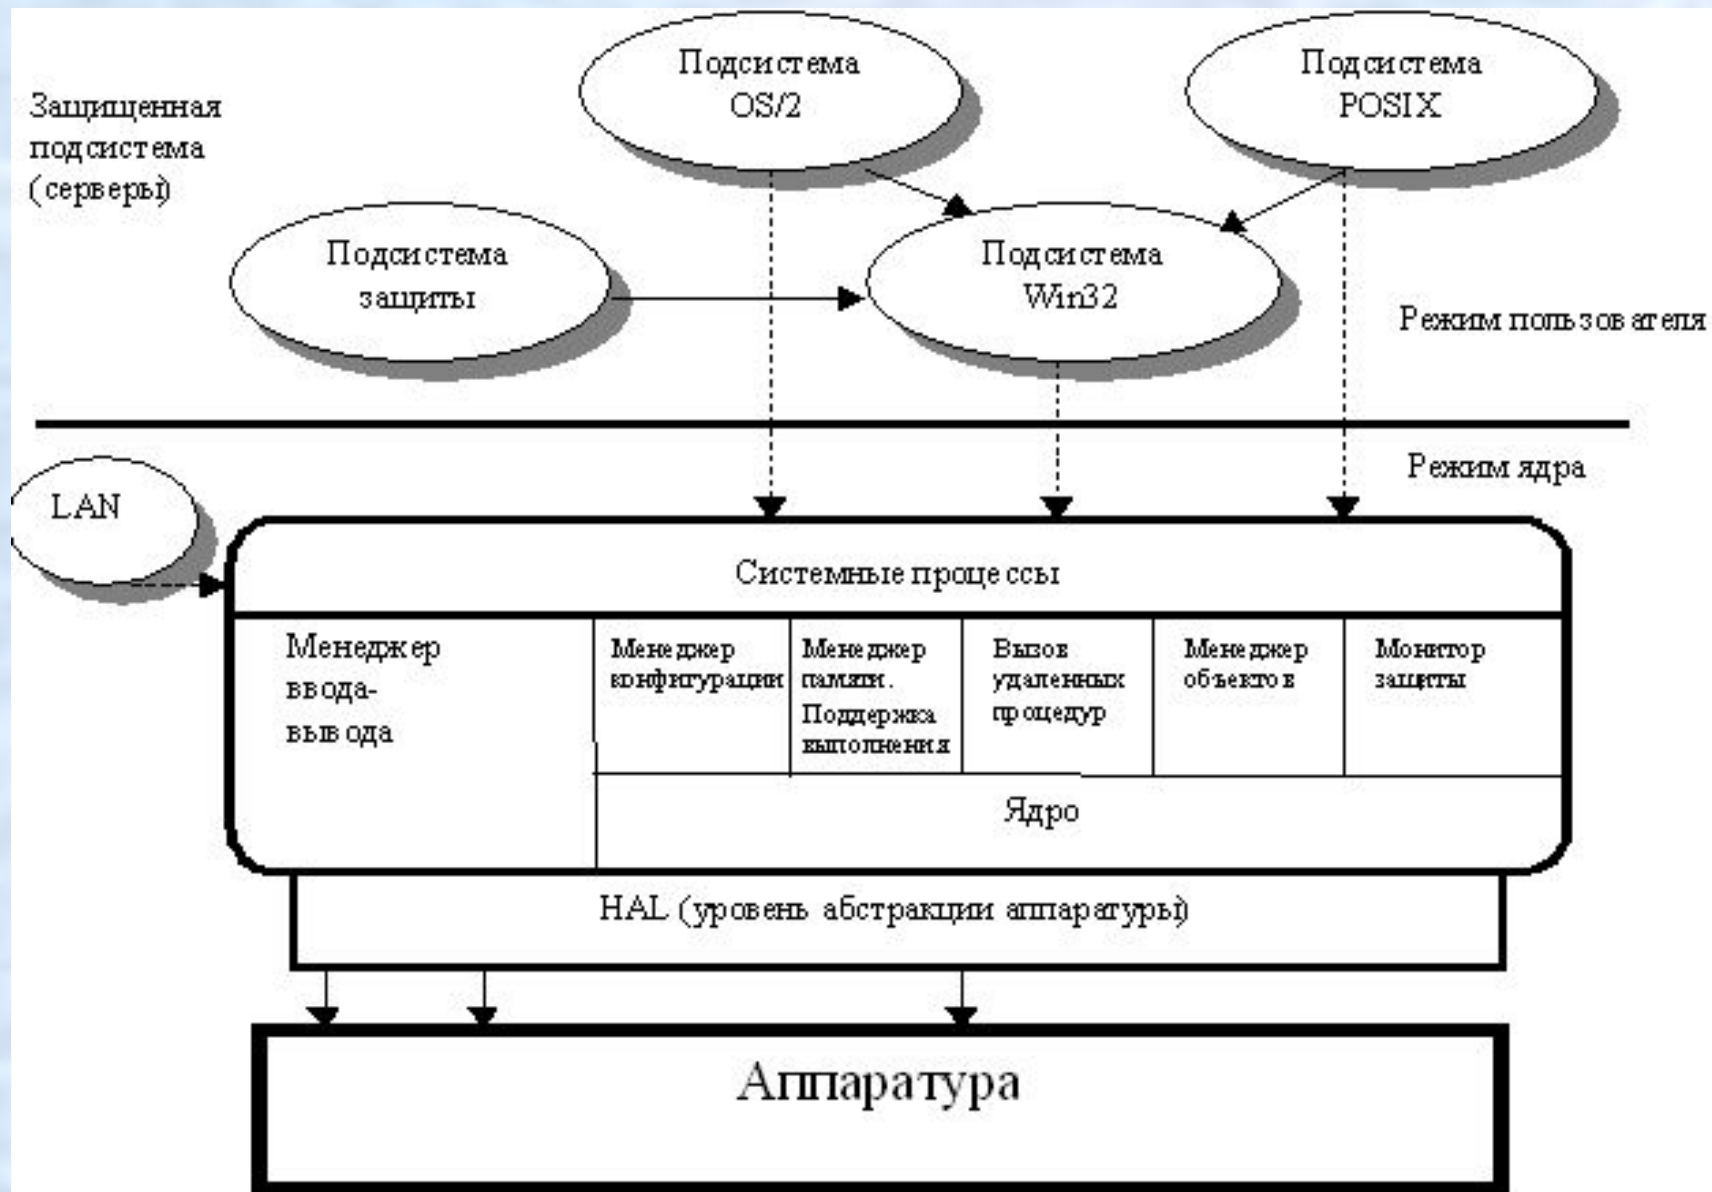 Подсистема
OS/2
Подсистема
POSIX
Защищенная
подсистема
(серверы)
Подсистема
защиты
Подсистема
Win32
Режим пользователя
Режим ядра
LAN
Системные процессы
Менеджер
ввода-
вывода
Менеджер
конфигурации
Менеджер
памяти.
Поддержка
выполнения
Вызов
удаленных
процедур
Менеджер
объектов
Монитор
защиты
Ядро
HAL (уровень абстракции аппаратуры)
Аппаратура